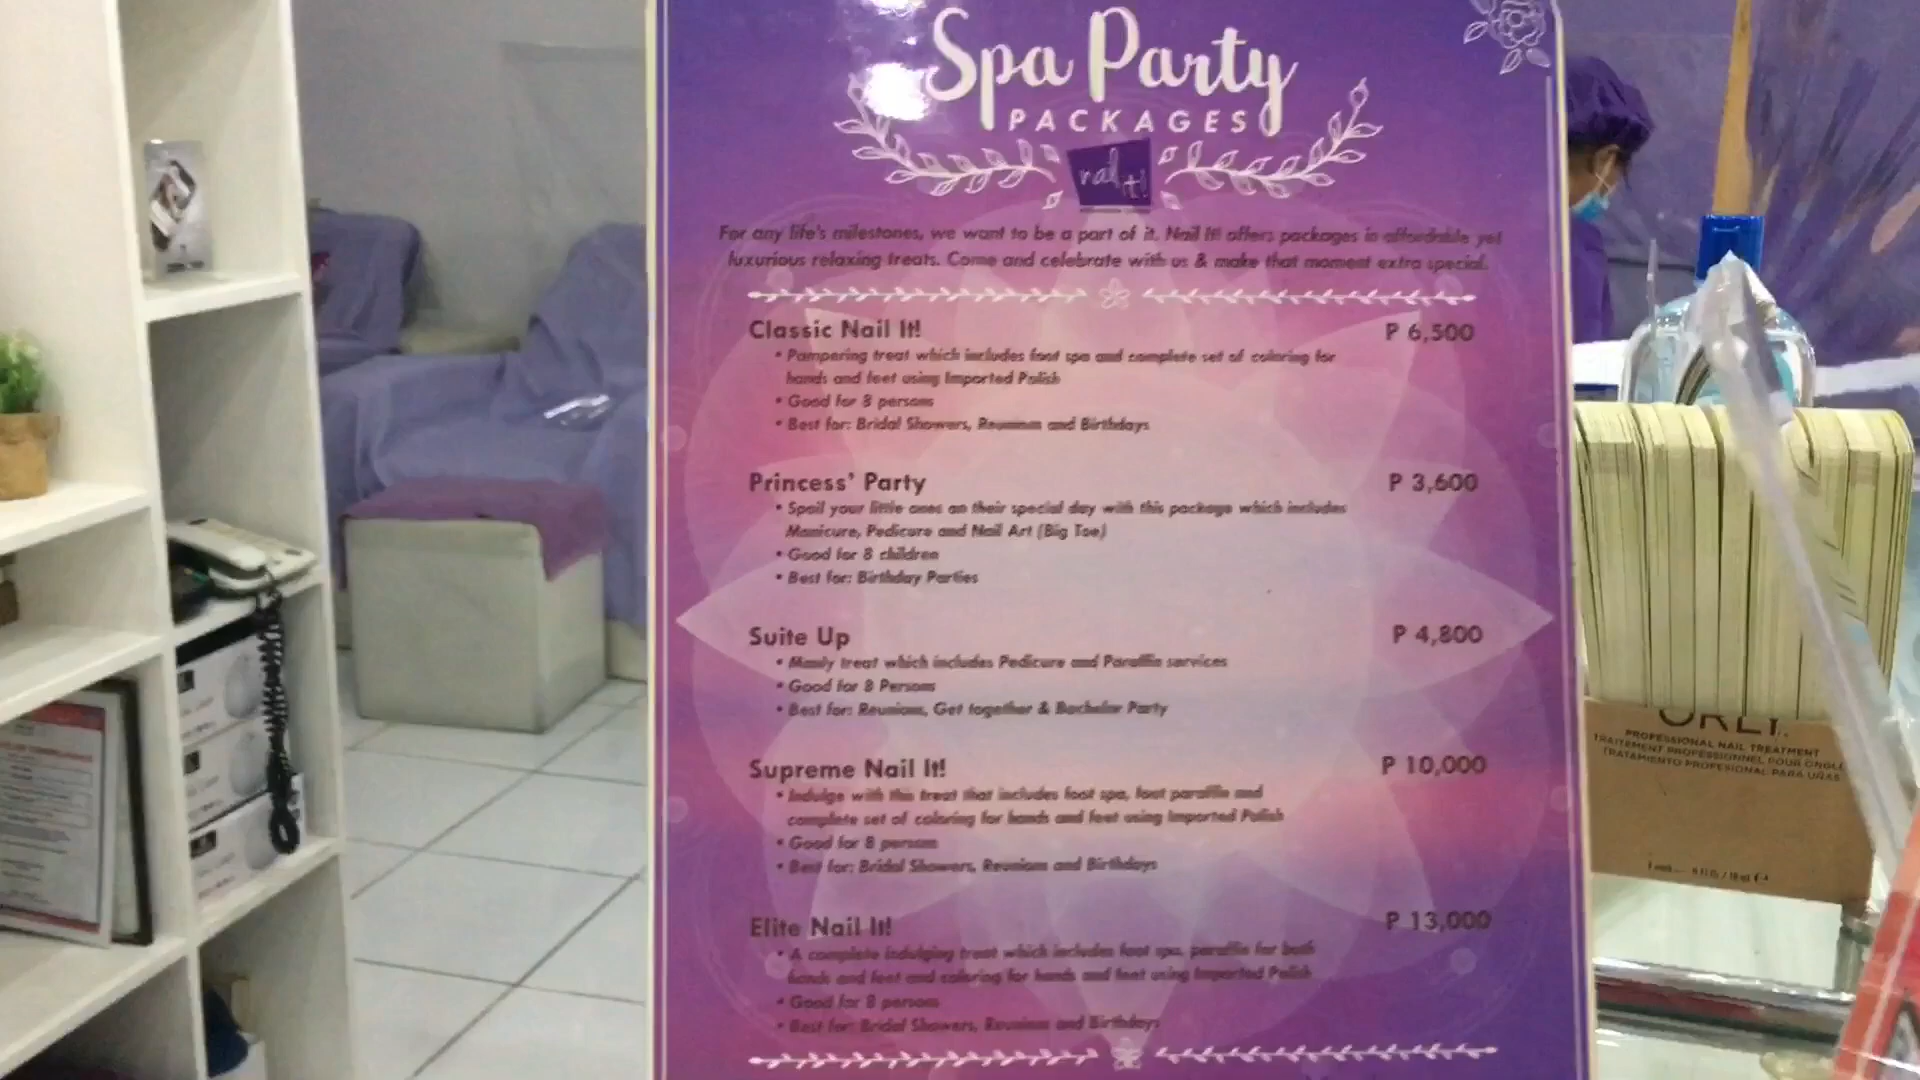 Spa Party
PACKAGES
nail it!
For any life's milestones, we want to be a part of it. Nail It! offers packages in affordable yet
luxurious relaxing treats. Come and celebrate with us & make that moment extra special.
Classic Nail It! P 6,500
• Pampering treat which includes foot spa and complete set of coloring for
hands and feet using Imported Polish
• Good for 8 persons
• Best for: Bridal Showers, Reunions and Birthdays
Princess' Party P 3,600
• Spoil your little ones on their special day with this package which includes
Manicure, Pedicure and Nail Art (Big Toe)
• Good for 8 children
• Best for: Birthday Parties
Suite Up P 4,800
• Manly treat which includes Pedicure and Paraffin services
• Good for 8 Persons
• Best for: Reunions, Get together & Bachelor Party
Supreme Nail It! P 10,000
• Indulge with this treat that includes foot spa, foot paraffin and
complete set of coloring for hands and feet using Imported Polish
• Good for 8 persons
• Best for: Bridal Showers, Reunions and Birthdays
Elite Nail It! P 13,000
• A complete indulging treat which includes foot spa, paraffin for both
hands and feet and coloring for hands and feet using Imported Polish
• Good for 8 persons
• Best for: Bridal Showers, Reunions and Birthdays
ORLY
PROFESSIONAL NAIL TREATMENT
TRAITEMENT PROFESSIONNEL POUR ONGLE
TRATAMIENTO PROFESIONAL PARA UÑAS